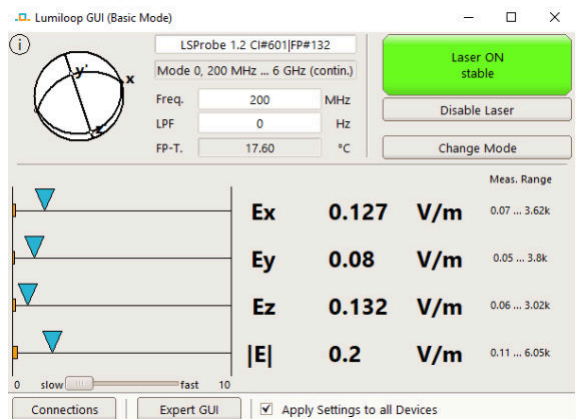 Lumiloop GUI (Basic Mode)
i
LSProbe 1.2 CI#601|FP#132
Mode 0, 200 MHz ... 6 GHz (contin.)
Freq. 200 MHz
LPF 0 Hz
FP-T. 17.60 °C
Laser ON
stable
Disable Laser
Change Mode
y'
x
z
Meas. Range
Ex 0.127 V/m 0.07 ... 3.62k
Ey 0.08 V/m 0.05 ... 3.8k
Ez 0.132 V/m 0.06 ... 3.02k
|E| 0.2 V/m 0.11 ... 6.05k
0 slow fast 10
Connections Expert GUI Apply Settings to all Devices